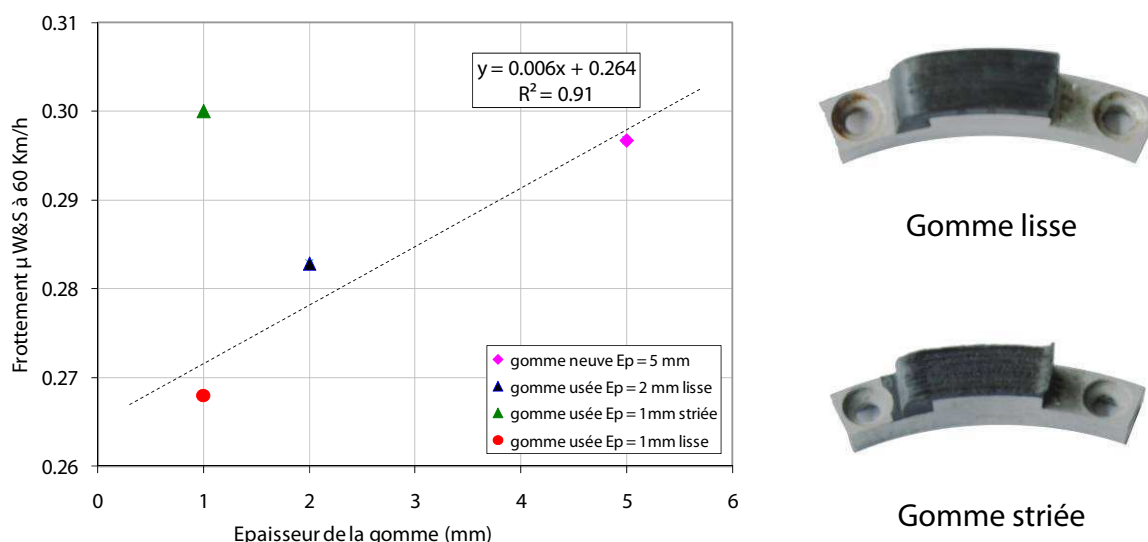 0.31
0.30
0.29
0.28
0.27
0.26
0
1
2
3
4
5
6
Frottement µ W&S à 60 Km/h
Epaisseur de la gomme (mm)
y = 0.006x + 0.264
R² = 0.91
gomme neuve Ep = 5 mm
gomme usée Ep = 2 mm lisse
gomme usée Ep = 1mm striée
gomme usée Ep = 1mm lisse
Gomme lisse
Gomme striée